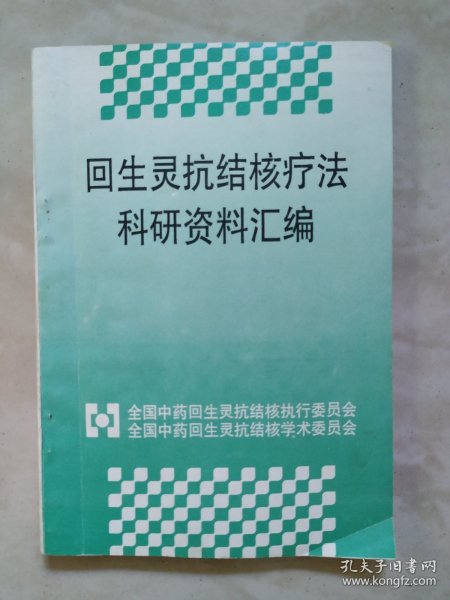 回生灵抗结核疗法
科研资料汇编
全国中药回生灵抗结核执行委员会
全国中药回生灵抗结核学术委员会
孔夫子旧书网
www.kongfz.com